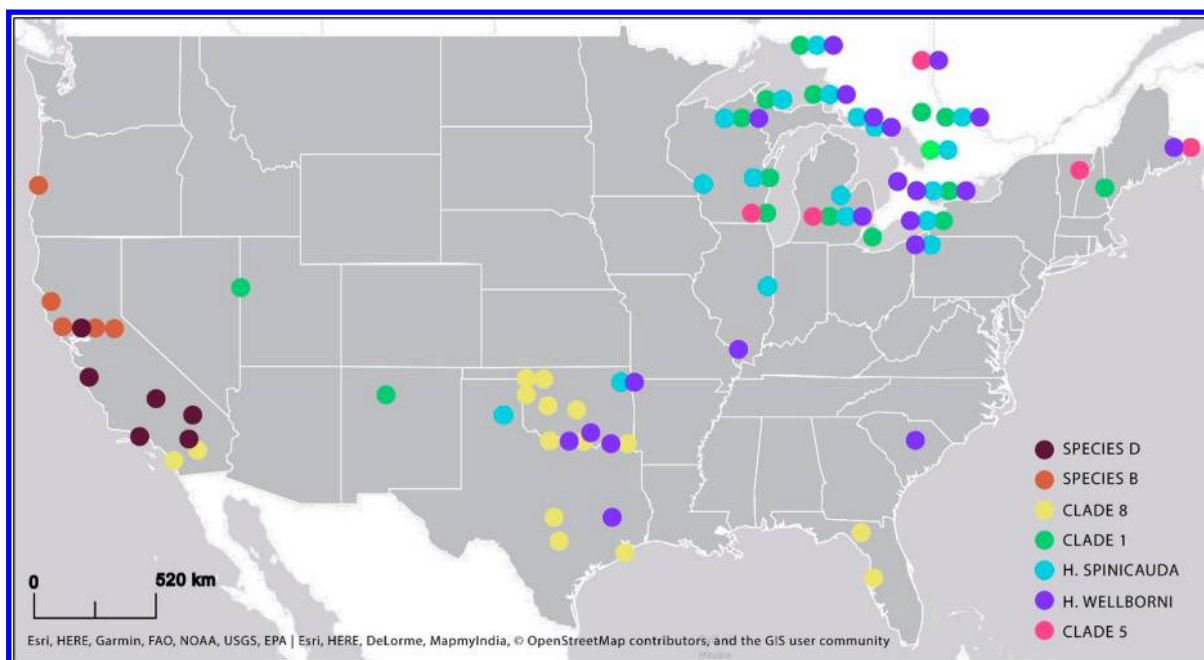 SPECIES D
SPECIES B
CLADE 8
CLADE 1
H. SPINICAUDA
H. WELLBORNI
CLADE 5
0 520 km
Esri, HERE, Garmin, FAO, NOAA, USGS, EPA | Esri, HERE, DeLorme, MapmyIndia, © OpenStreetMap contributors, and the GIS user community